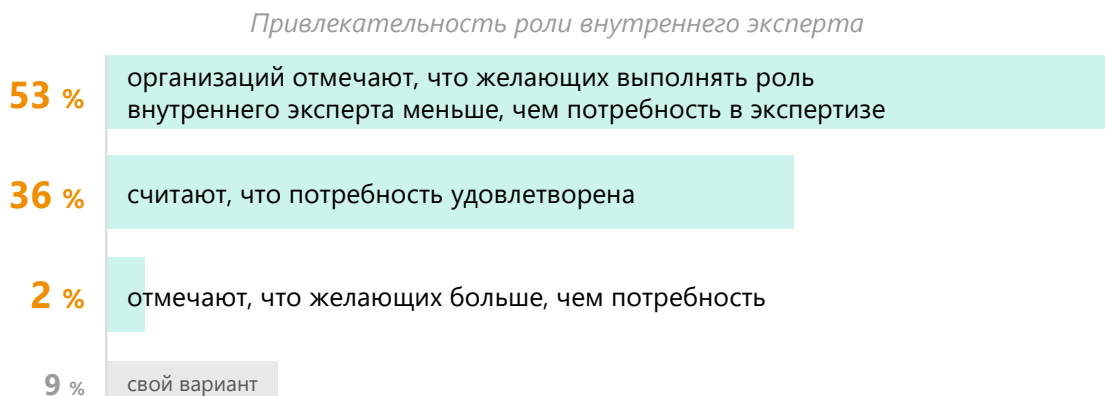 Привлекательность роли внутреннего эксперта
53 %
организаций отмечают, что желающих выполнять роль
внутреннего эксперта меньше, чем потребность в экспертизе
36 %
считают, что потребность удовлетворена
2 %
отмечают, что желающих больше, чем потребность
9 %
свой вариант